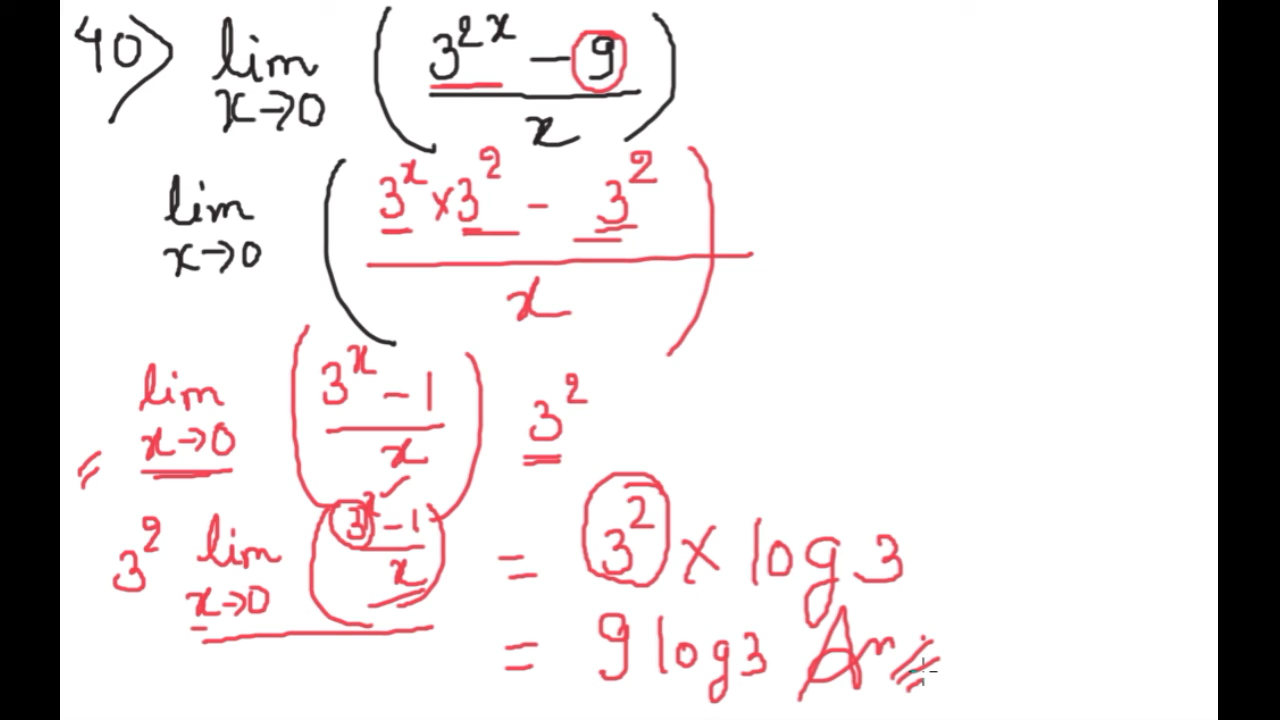 40) lim x→0 (3^2x − 9 / x)
lim x→0 (3^x × 3^2 − 3^2 / x)
= lim x→0 (3^x − 1 / x) 3^2
3^2 lim x→0 (3^x − 1 / x) = 3^2 × log 3
= 9 log 3 An